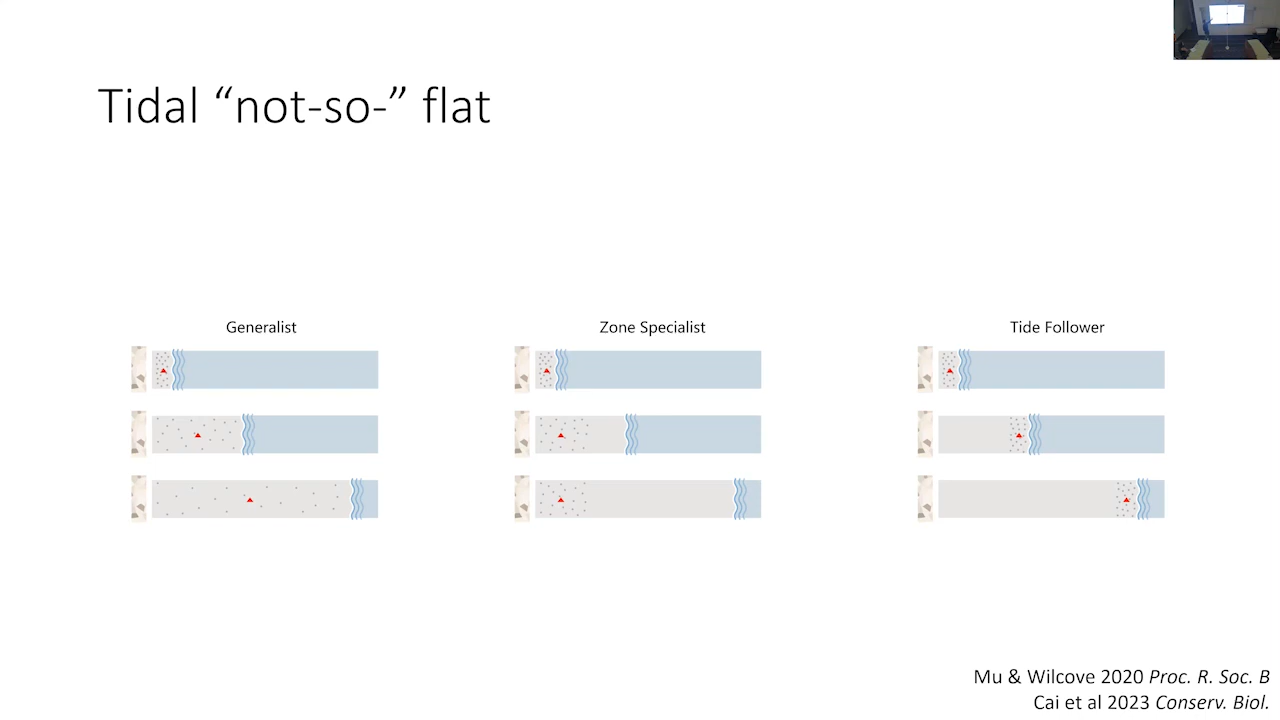 Tidal “not-so-” flat
Generalist
Zone Specialist
Tide Follower
Mu & Wilcove 2020 Proc. R. Soc. B
Cai et al 2023 Conserv. Biol.